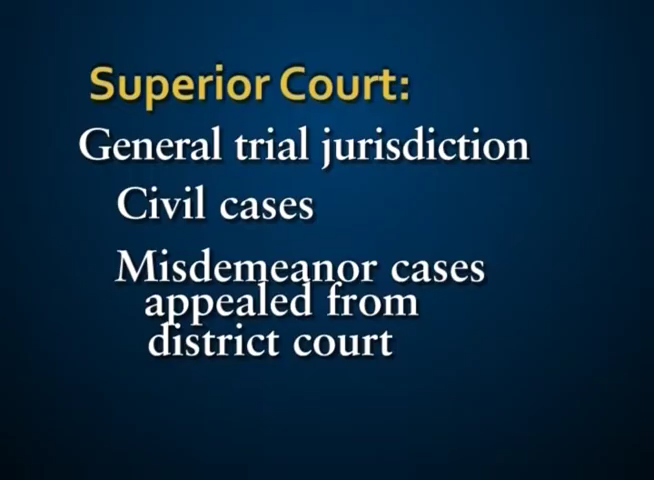 Superior Court:
General trial jurisdiction
Civil cases
Misdemeanor cases
appealed from
district court